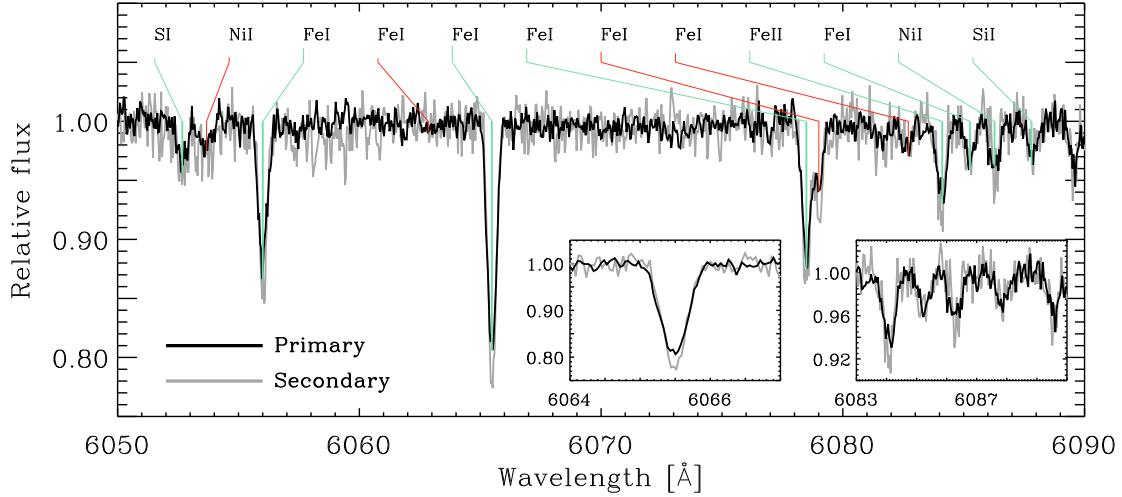 SI NiI FeI FeI FeI FeI FeI FeI FeII FeI NiI SiI
1.00
0.90
0.80
Relative flux
Primary
Secondary
1.00
0.90
0.80
6064 6066
1.00
0.96
0.92
6083 6087
6050 6060 6070 6080 6090
Wavelength [Å]